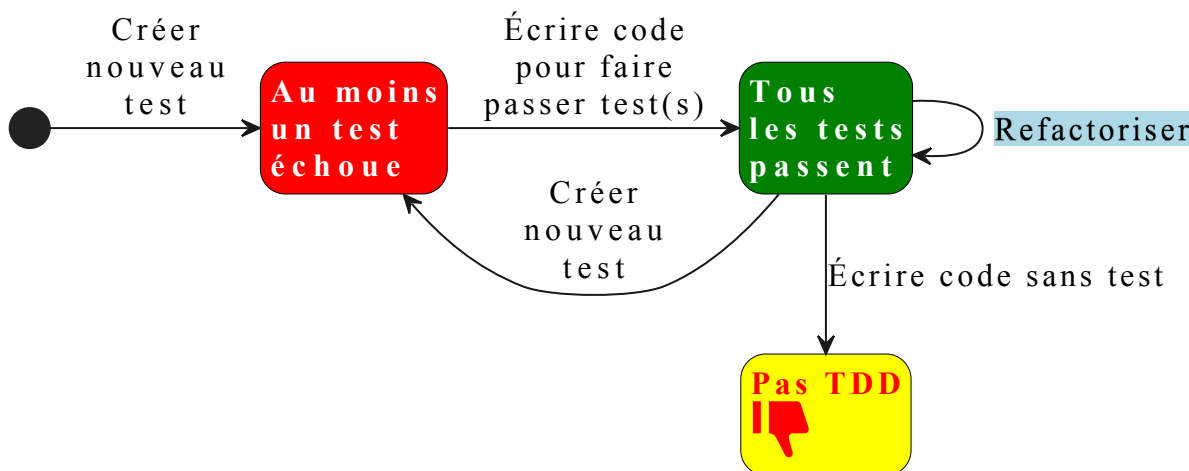 Créer
nouveau
test
Au moins
un test
échoue
Écrire code
pour faire
passer test(s)
Tous
les tests
passent
Refactoriser
Créer
nouveau
test
Écrire code sans test
Pas TDD